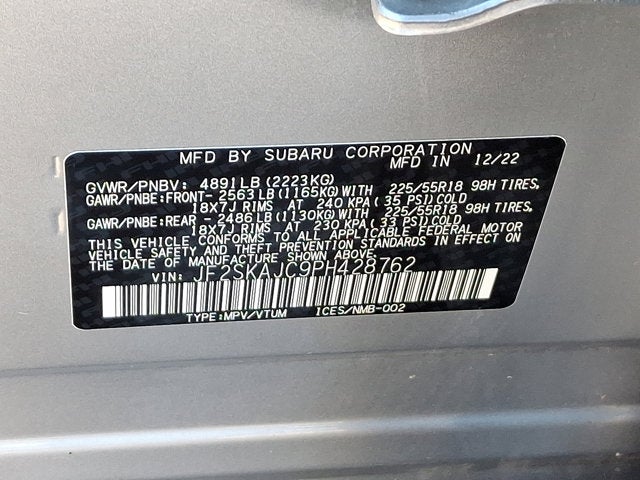 MFD BY SUBARU CORPORATION
MFD IN 12/22
GVWR/PNBV: 4891LB(2223KG)
GAWR/PNBE:FRONT-2563LB(1165KG)WITH 225/55R18 98H TIRES.
18X7J RIMS AT 240 KPA(35 PSI)COLD
GAWR/PNBE:REAR -2486LB(1130KG)WITH 225/55R18 98H TIRES.
18X7J RIMS AT 230 KPA(33 PSI)COLD
THIS VEHICLE CONFORMS TO ALL APPLICABLE FEDERAL MOTOR
VEHICLE SAFETY AND THEFT PREVENTION STANDARDS IN EFFECT ON
THE DATE OF MANUFACTURE SHOWN ABOVE.
VIN: JF2SKAJC9PH428762
TYPE:MPV/VTUM ICES/NMB-002